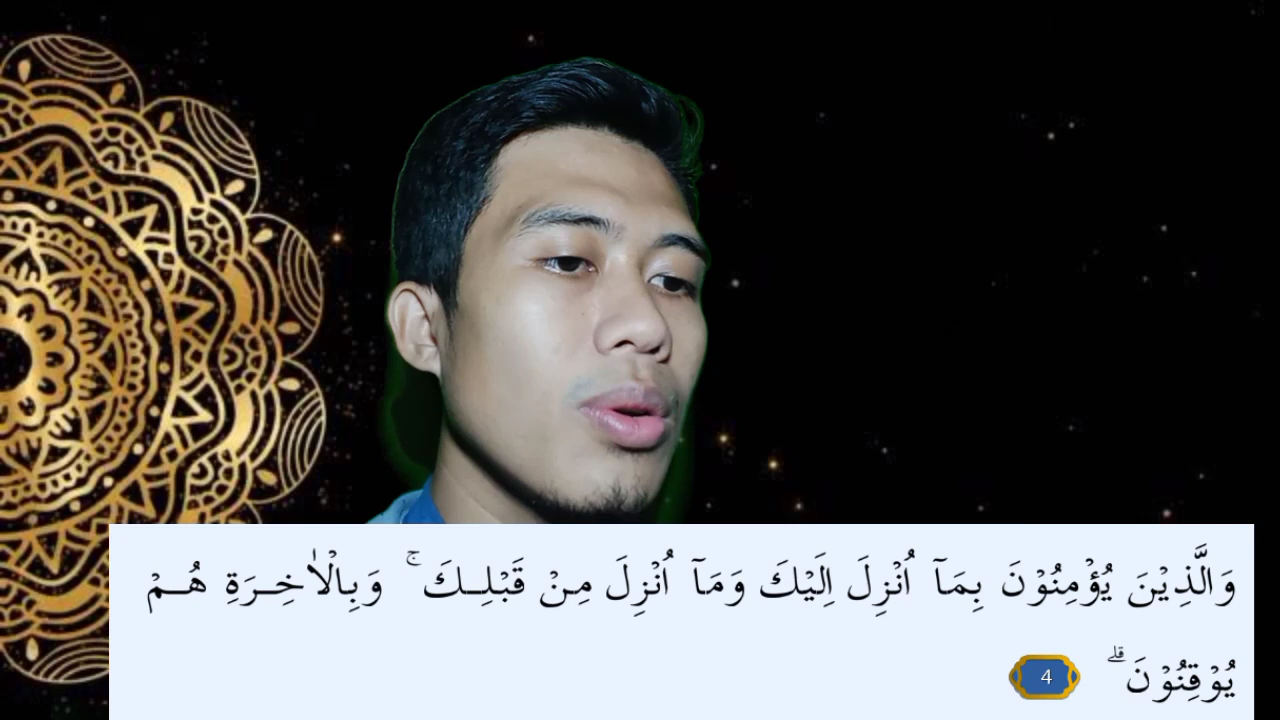 وَالَّذِيْنَ يُؤْمِنُوْنَ بِمَآ اُنْزِلَ اِلَيْكَ وَمَآ اُنْزِلَ مِنْ قَبْلِكَ ۚ وَبِالْاٰخِرَةِ هُمْ
يُوْقِنُوْنَ ۗ 4